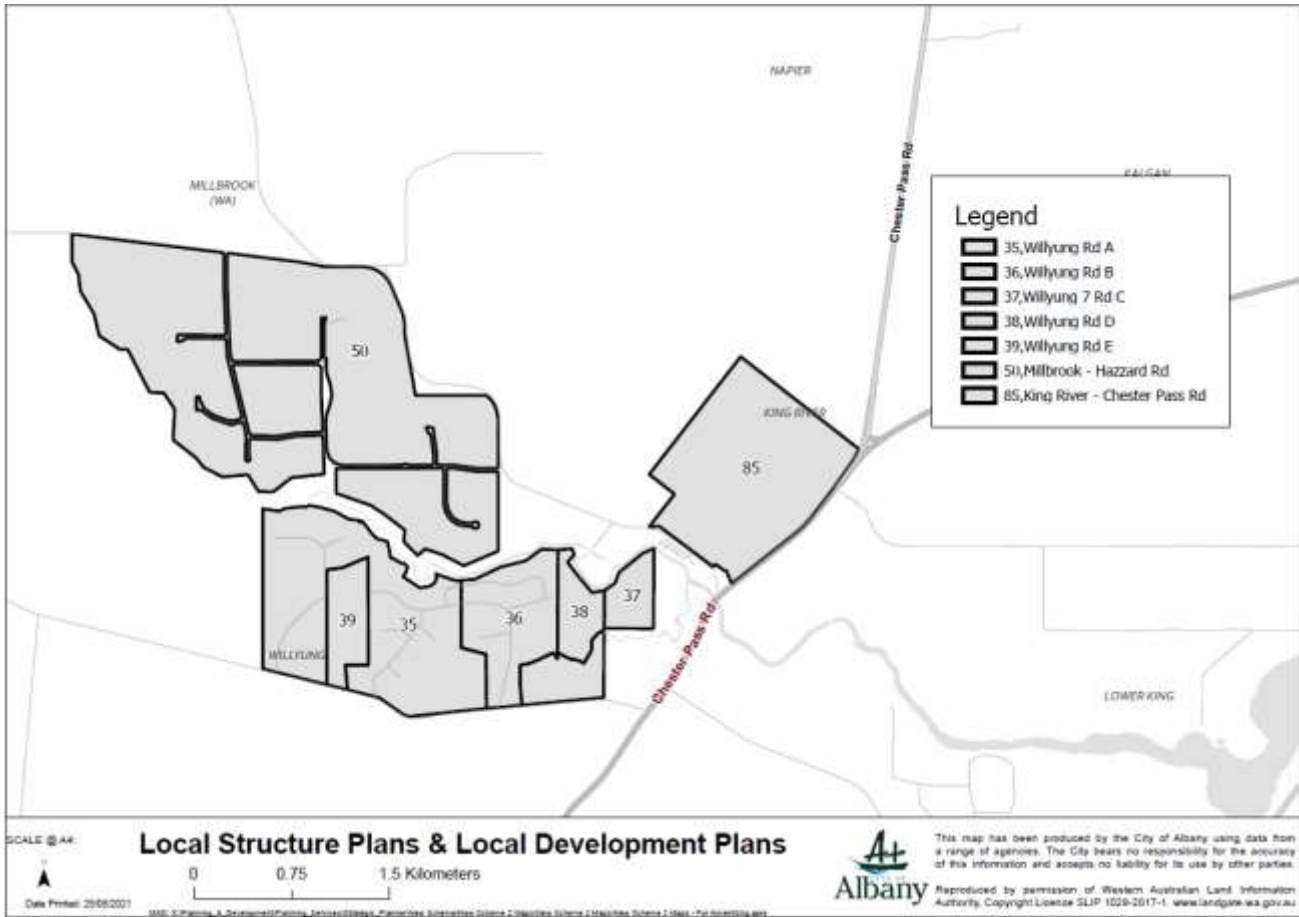 NAPIER
Chester Pass Rd
KALGAN
MILLBROOK
(WA)
Legend
35,Willyung Rd A
36,Willyung Rd B
37,Willyung 7 Rd C
38,Willyung Rd D
39,Willyung Rd E
50,Millbrook - Hazzard Rd
85,King River - Chester Pass Rd
50
KING RIVER
85
39
35
36
38
37
WILLYUNG
Chester Pass Rd
LOWER KING
SCALE @ A4:
Local Structure Plans & Local Development Plans
0 0.75 1.5 Kilometers
Date Printed:
Albany
This map has been produced by the City of Albany using data from
a range of agencies. The City bears no responsibility for the accuracy
of this information and accepts no liability for its use by other parties.
Reproduced by permission of Western Australian Land Information
Authority, Copyright Licence SLIP 1028-2017-1. www.landgate.wa.gov.au